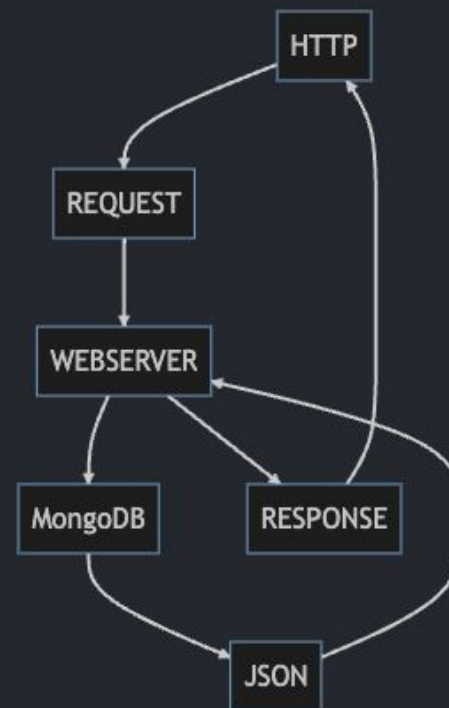 HTTP
REQUEST
WEBSERVER
MongoDB
RESPONSE
JSON